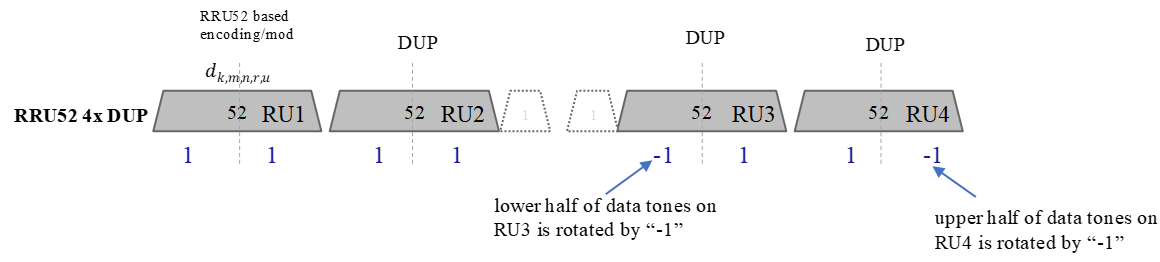 RRU52 based
encoding/mod
DUP
DUP
DUP
d_{k,m,n,r,u}
RRU52 4x DUP
52 RU1
52 RU2
1
1
52 RU3
52 RU4
1 1
1 1
-1 1
1 -1
lower half of data tones on
RU3 is rotated by “-1”
upper half of data tones on
RU4 is rotated by “-1”